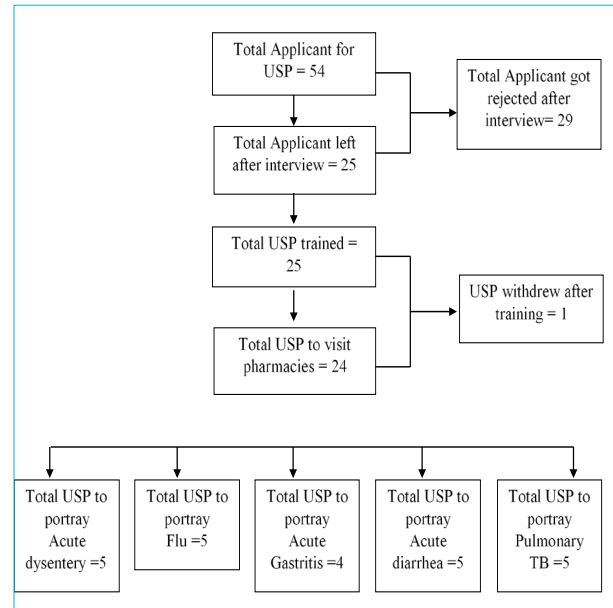 Total Applicant for
USP = 54
Total Applicant got
rejected after
interview= 29
Total Applicant left
after interview = 25
Total USP trained =
25
USP withdrew after
training = 1
Total USP to visit
pharmacies = 24
Total USP to
portray
Acute
dysentery =5
Total USP to
portray
Flu =5
Total USP to
portray
Acute
Gastritis =4
Total USP to
portray
Acute
diarrhea =5
Total USP to
portray
Pulmonary
TB =5